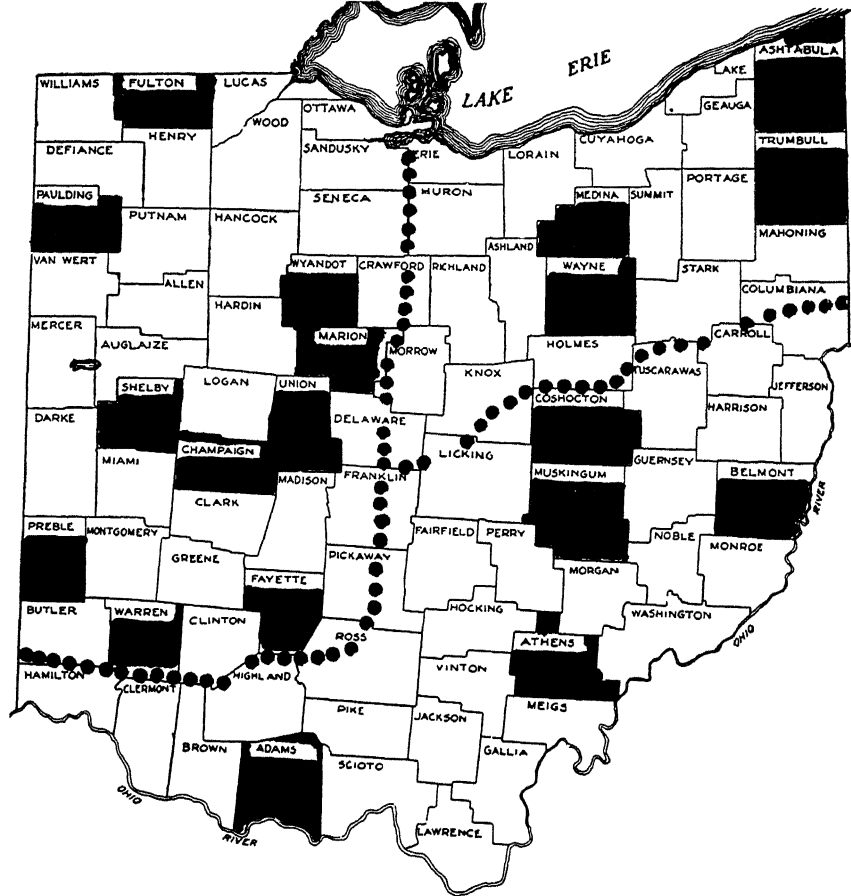 LAKE ERIE
ASHTABULA
LAKE
WILLIAMS
FULTON
LUCAS
OTTAWA
GEAUGA
WOOD
HENRY
CUYAHOGA
TRUMBULL
DEFIANCE
SANDUSKY
ERIE
LORAIN
PORTAGE
PAULDING
SENECA
HURON
MEDINA
SUMMIT
PUTNAM
HANCOCK
MAHONING
ASHLAND
VAN WERT
WYANDOT
CRAWFORD
RICHLAND
WAYNE
STARK
ALLEN
COLUMBIANA
HARDIN
MERCER
MARION
CARROLL
AUGLAIZE
MORROW
HOLMES
KNOX
TUSCARAWAS
LOGAN
UNION
SHELBY
JEFFERSON
COSHOCTON
HARRISON
DARKE
DELAWARE
CHAMPAIGN
MIAMI
LICKING
GUERNSEY
MUSKINGUM
BELMONT
MADISON
FRANKLIN
CLARK
RIVER
PREBLE
MONTGOMERY
FAIRFIELD
PERRY
NOBLE
MONROE
GREENE
PICKAWAY
MORGAN
FAYETTE
BUTLER
WARREN
CLINTON
HOCKING
WASHINGTON
ROSS
ATHENS
OHIO
HAMILTON
HIGHLAND
VINTON
CLERMONT
MEIGS
PIKE
JACKSON
BROWN
ADAMS
GALLIA
SCIOTO
OHIO
RIVER
LAWRENCE